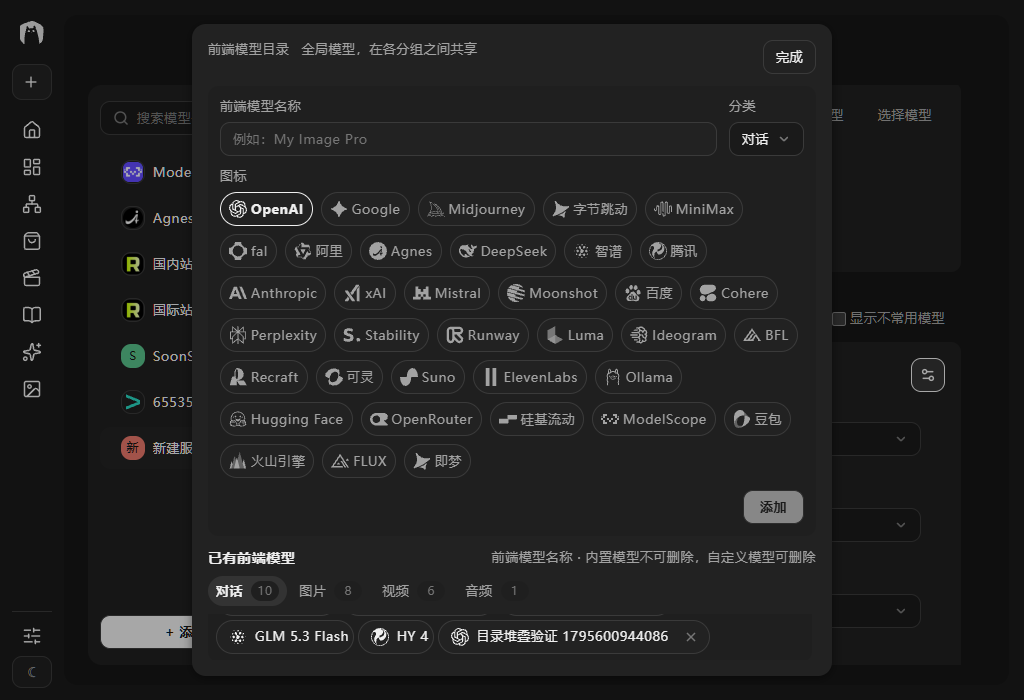 前端模型目录 全局模型，在各分组之间共享
完成
前端模型名称
分类
例如：My Image Pro
对话
图标
OpenAI
Google
Midjourney
字节跳动
MiniMax
fal
阿里
Agnes
DeepSeek
智谱
腾讯
Anthropic
xAI
Mistral
Moonshot
百度
Cohere
Perplexity
Stability
Runway
Luma
Ideogram
BFL
Recraft
可灵
Suno
ElevenLabs
Ollama
Hugging Face
OpenRouter
硅基流动
ModelScope
豆包
火山引擎
FLUX
即梦
添加
已有前端模型
前端模型名称 · 内置模型不可删除，自定义模型可删除
对话 10
图片 8
视频 6
音频 1
GLM 5.3 Flash
HY 4
目录堆叠验证 1795600944086
搜索模型
Mode
Agnes
国内站
国际站
S
SoonS
65535
新
新建服
+ 添
型
选择模型
显示不常用模型